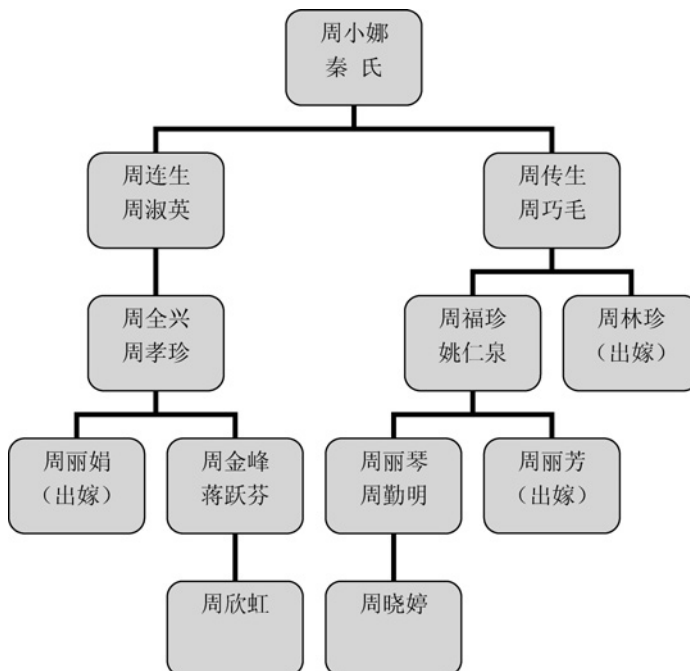 周小娜
秦 氏
周连生
周淑英
周传生
周巧毛
周全兴
周孝珍
周福珍
姚仁泉
周林珍
（出嫁）
周丽娟
（出嫁）
周金峰
蒋跃芬
周丽琴
周勤明
周丽芳
（出嫁）
周欣虹
周晓婷